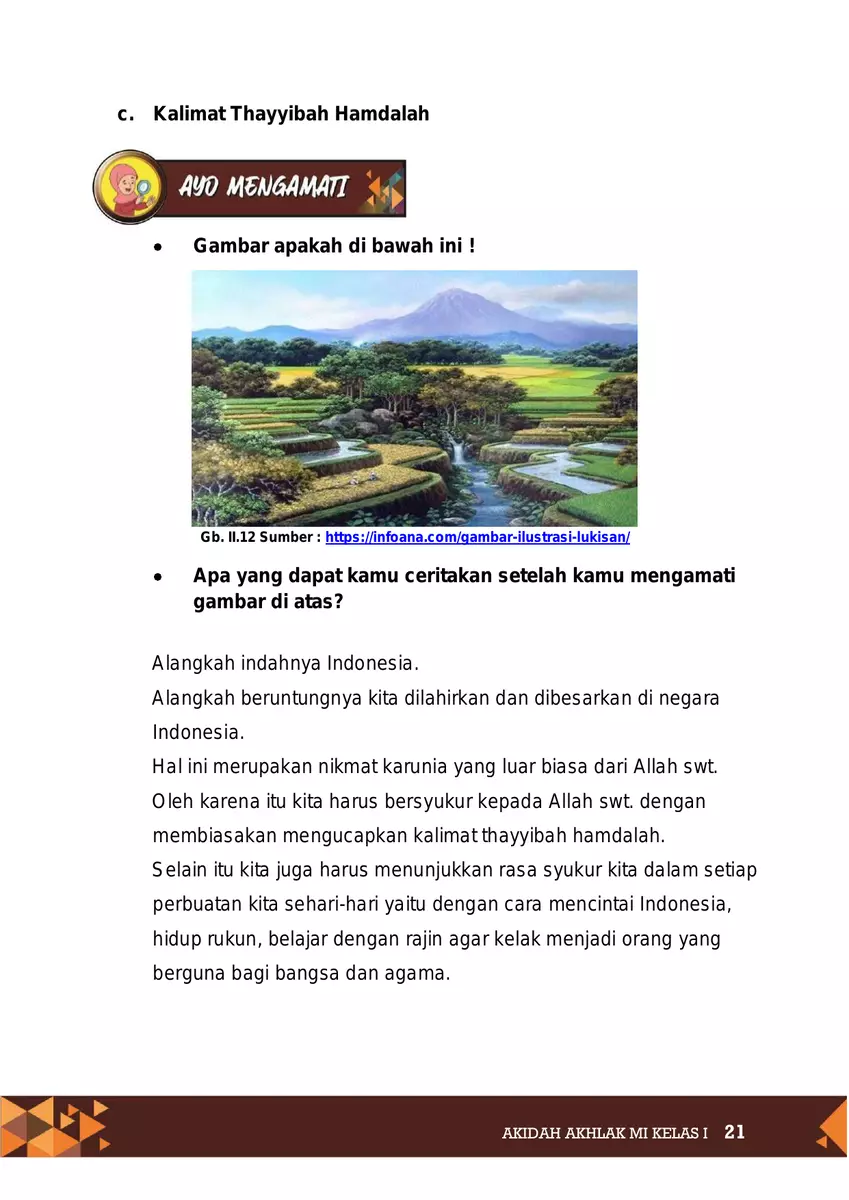 c. Kalimat Thayyibah Hamdalah
AYO MENGAMATI
• Gambar apakah di bawah ini !
Gb. II.12 Sumber : https://infoana.com/gambar-ilustrasi-lukisan/
• Apa yang dapat kamu ceritakan setelah kamu mengamati
gambar di atas?
Alangkah indahnya Indonesia.
Alangkah beruntungnya kita dilahirkan dan dibesarkan di negara
Indonesia.
Hal ini merupakan nikmat karunia yang luar biasa dari Allah swt.
Oleh karena itu kita harus bersyukur kepada Allah swt. dengan
membiasakan mengucapkan kalimat thayyibah hamdalah.
Selain itu kita juga harus menunjukkan rasa syukur kita dalam setiap
perbuatan kita sehari-hari yaitu dengan cara mencintai Indonesia,
hidup rukun, belajar dengan rajin agar kelak menjadi orang yang
berguna bagi bangsa dan agama.
AKIDAH AKHLAK MI KELAS I 21